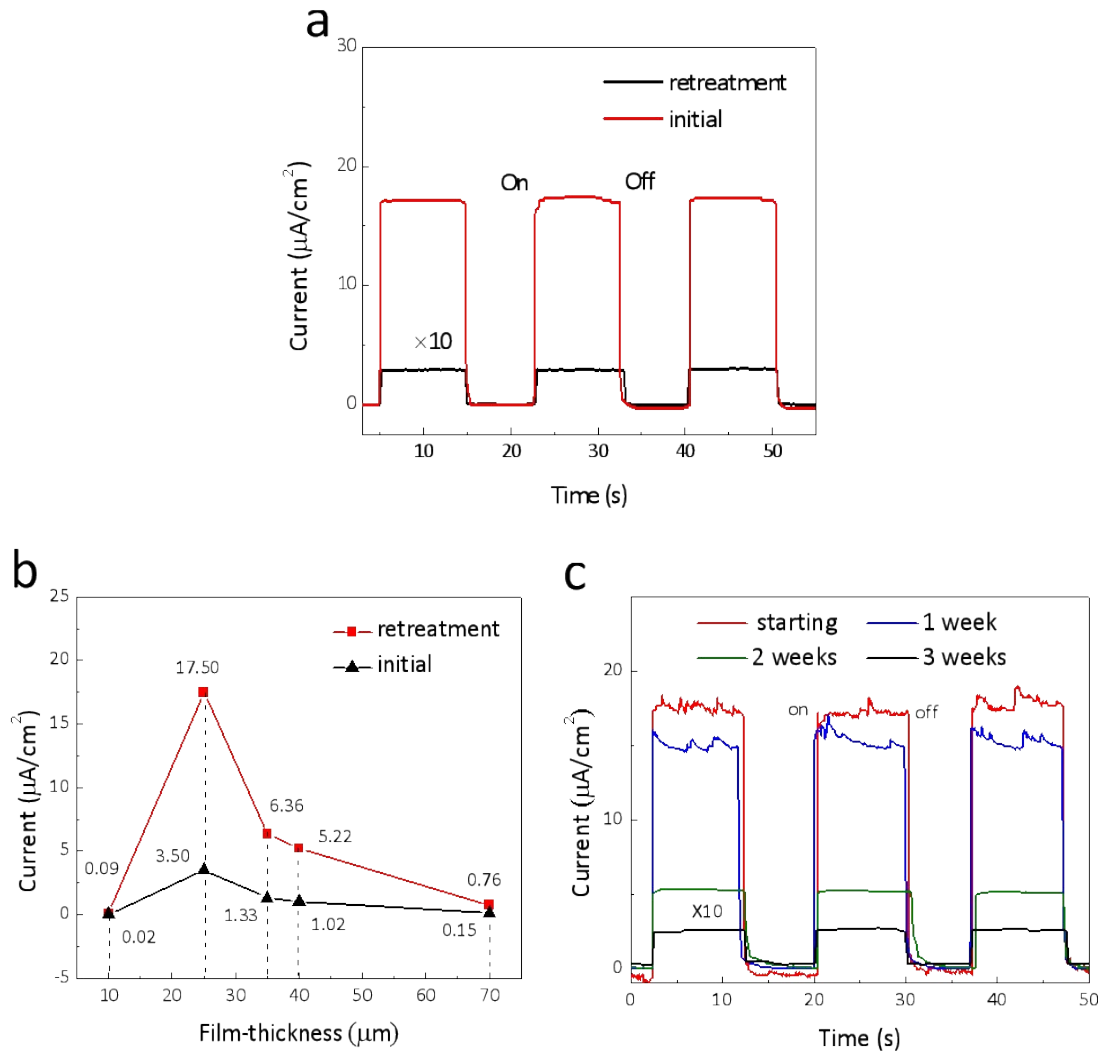 a
30
20
10
0
Current (μA/cm²)
retreatment
initial
On
Off
×10
10
20
30
40
50
Time (s)
b
25
20
15
10
5
0
-5
Current (μA/cm²)
retreatment
initial
17.50
6.36
5.22
0.09
3.50
0.76
0.02
1.33
1.02
0.15
10
20
30
40
50
60
70
Film-thickness (μm)
c
20
10
0
Current (μA/cm²)
starting
1 week
2 weeks
3 weeks
on
off
X10
0
10
20
30
40
50
Time (s)